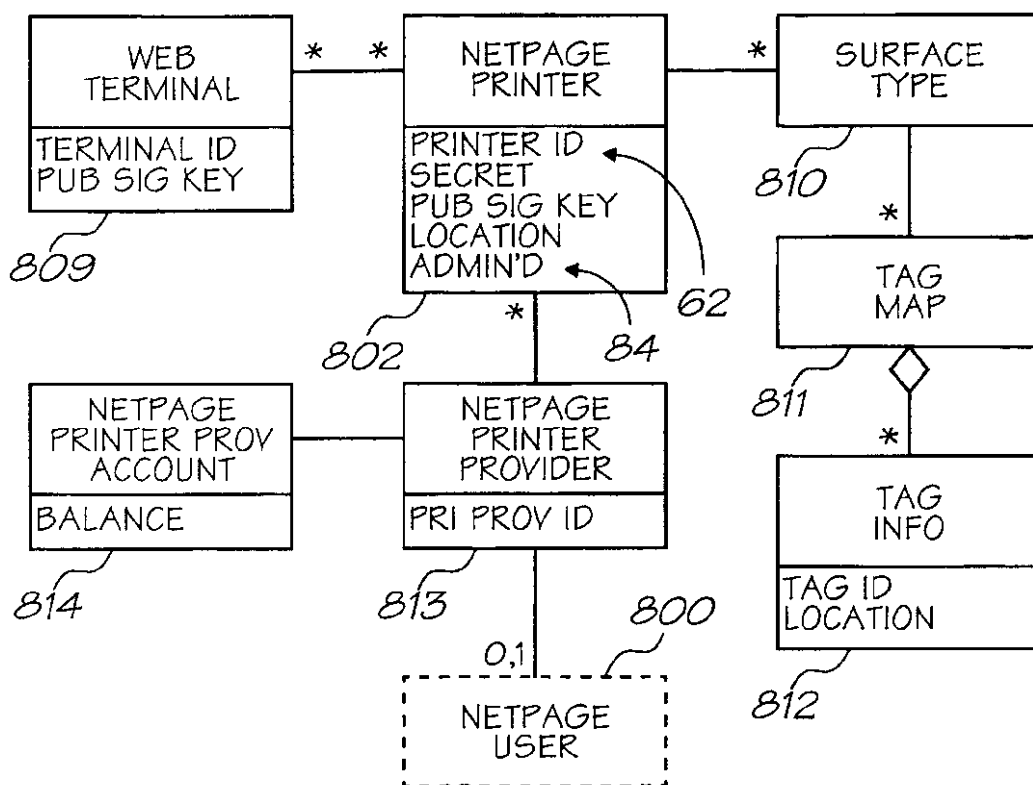 WEB
TERMINAL
TERMINAL ID
PUB SIG KEY
809
*
*
NETPAGE
PRINTER
PRINTER ID
SECRET
PUB SIG KEY
LOCATION
ADMIN'D
802
62
84
*
*
SURFACE
TYPE
810
*
TAG
MAP
811
*
TAG
INFO
TAG ID
LOCATION
812
NETPAGE
PRINTER PROV
ACCOUNT
BALANCE
814
NETPAGE
PRINTER
PROVIDER
PRI PROV ID
813
0,1
800
NETPAGE
USER